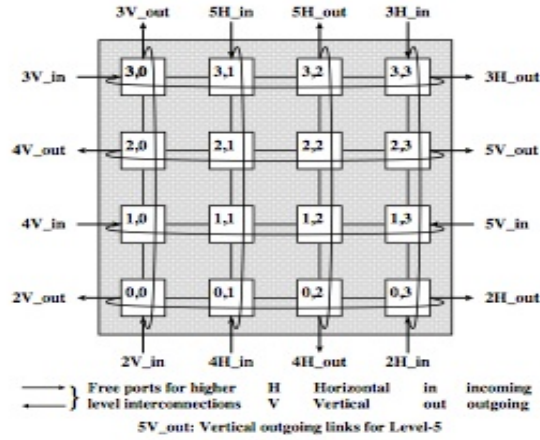 3V_out 5H_in 5H_out 3H_in
3V_in 3,0 3,1 3,2 3,3 3H_out
4V_out 2,0 2,1 2,2 2,3 5V_out
4V_in 1,0 1,1 1,2 1,3 5V_in
2V_out 0,0 0,1 0,2 0,3 2H_out
2V_in 4H_in 4H_out 2H_in
Free ports for higher H Horizontal in incoming
level interconnections V Vertical out outgoing
5V_out: Vertical outgoing links for Level-5